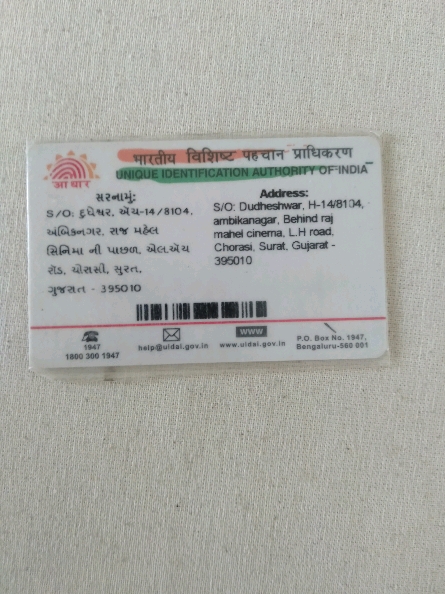 भारतीय विशिष्ट पहचान प्राधिकरण
UNIQUE IDENTIFICATION AUTHORITY OF INDIA
आधार
સરનામું:
S/O: દુધેશ્વર, એચ-14/8104,
અંબિકનગર, રાજ મહેલ
સિનેમા ની પાછળ, એલ.એચ
રોડ, ચોરાસી, સુરત,
ગુજરાત - 395010
Address:
S/O: Dudheshwar, H-14/8104,
ambikanagar, Behind raj
mahel cinema, L.H road,
Chorasi, Surat, Gujarat -
395010
1947
1800 300 1947
help@uidai.gov.in
www
www.uidai.gov.in
P.O. Box No. 1947,
Bengaluru-560 001